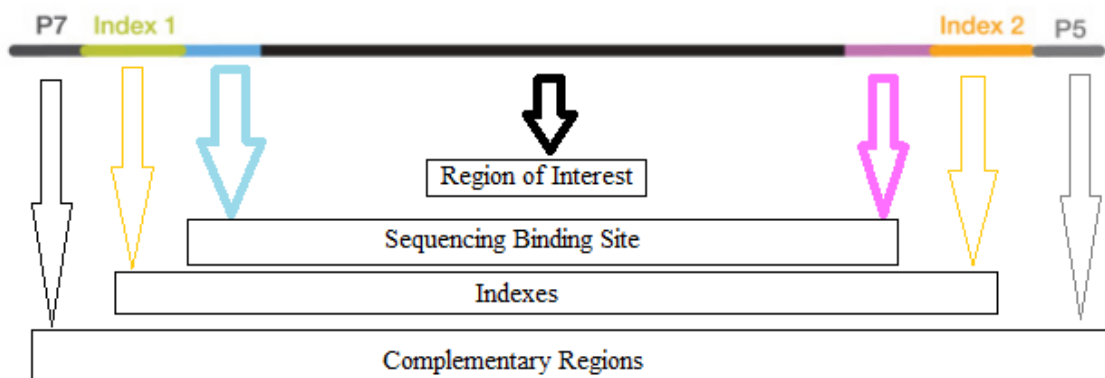 P7 Index 1 Index 2 P5
Region of Interest
Sequencing Binding Site
Indexes
Complementary Regions